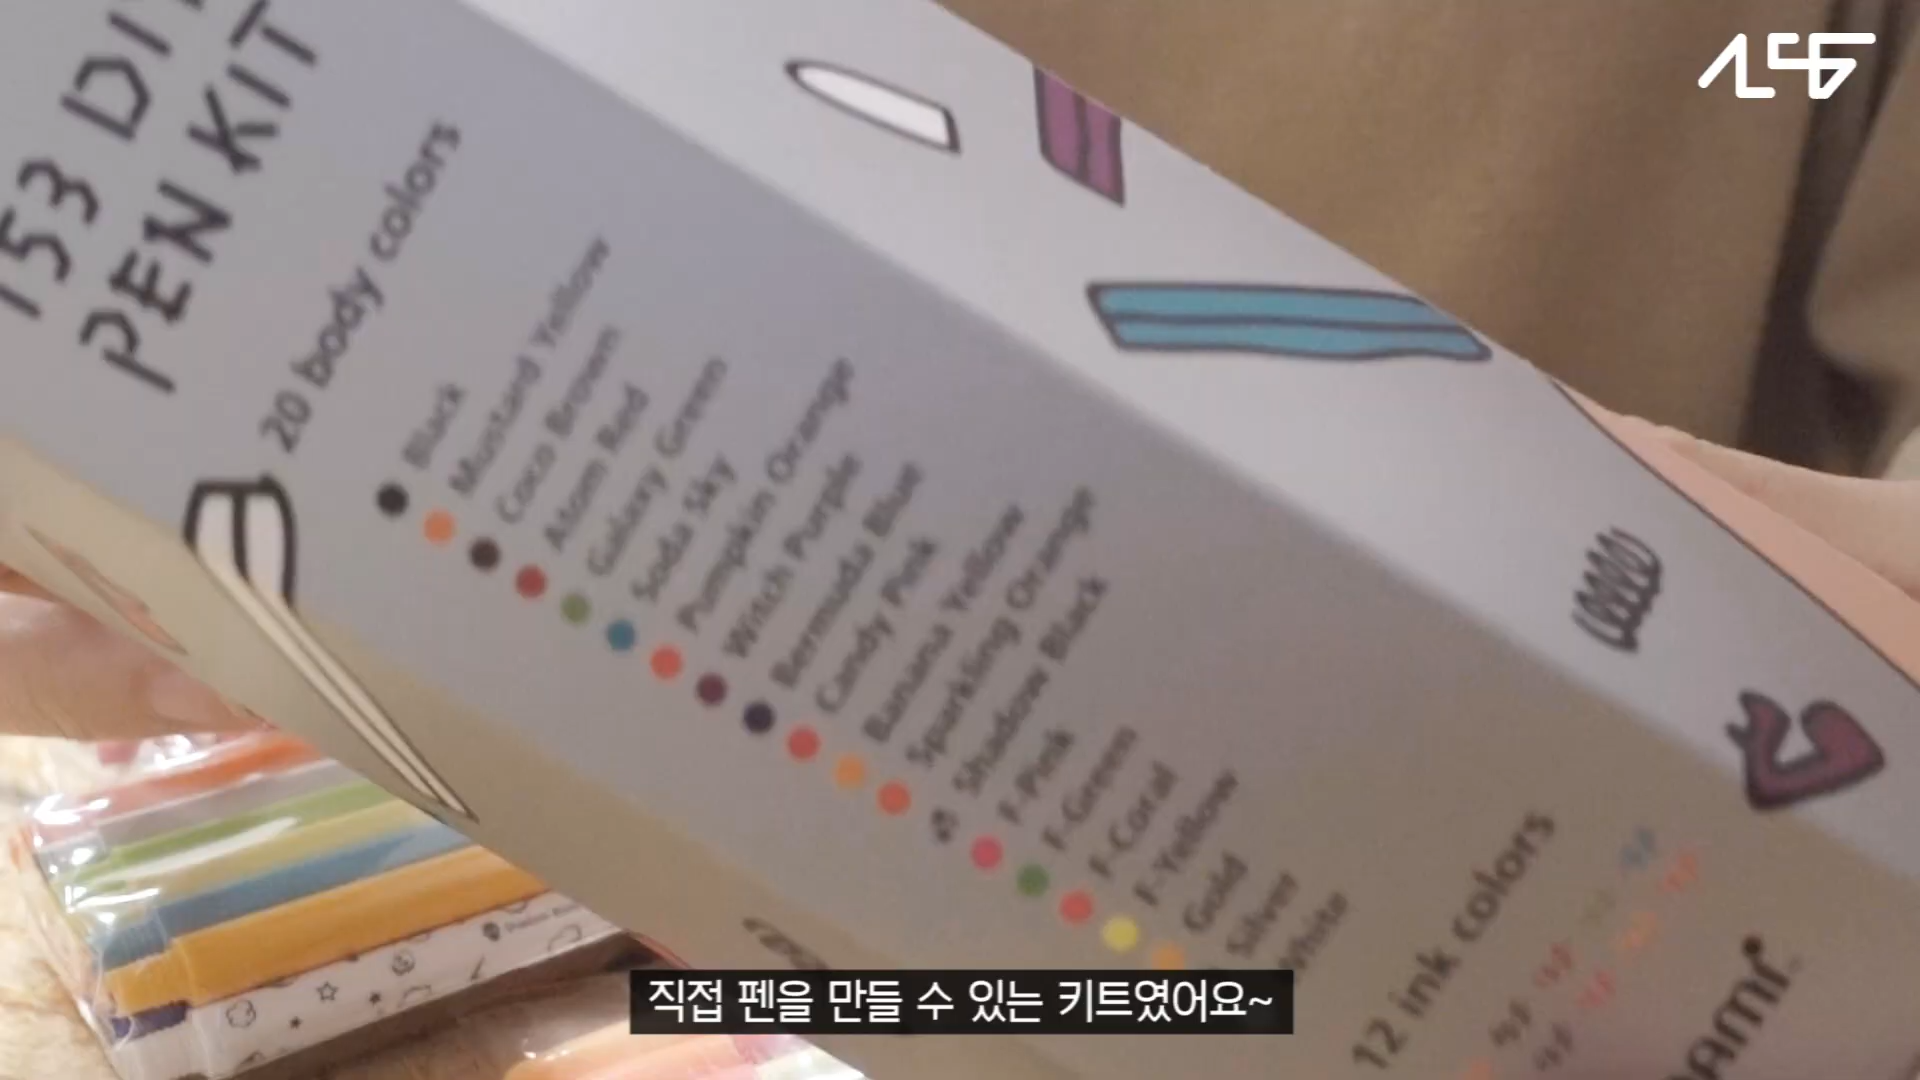 153 DIY
PEN KIT
20 body colors
Black
Mustard Yellow
Coco Brown
Atom Red
Galaxy Green
Soda Sky
Pumpkin Orange
Witch Purple
Bermuda Blue
Candy Pink
Banana Yellow
Sparkling Orange
Shadow Black
F-Pink
F-Green
F-Coral
F-Yellow
Gold
Silver
White
12 ink colors
직접 펜을 만들 수 있는 키트였어요~